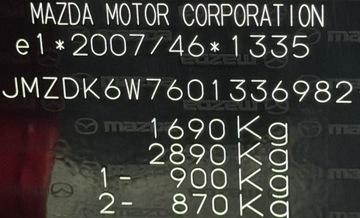 MAZDA MOTOR CORPORATION
e1*2007/46*1335
JMZDK6W7601336982
1690 Kg
2890 Kg
1- 900 Kg
2- 870 Kg